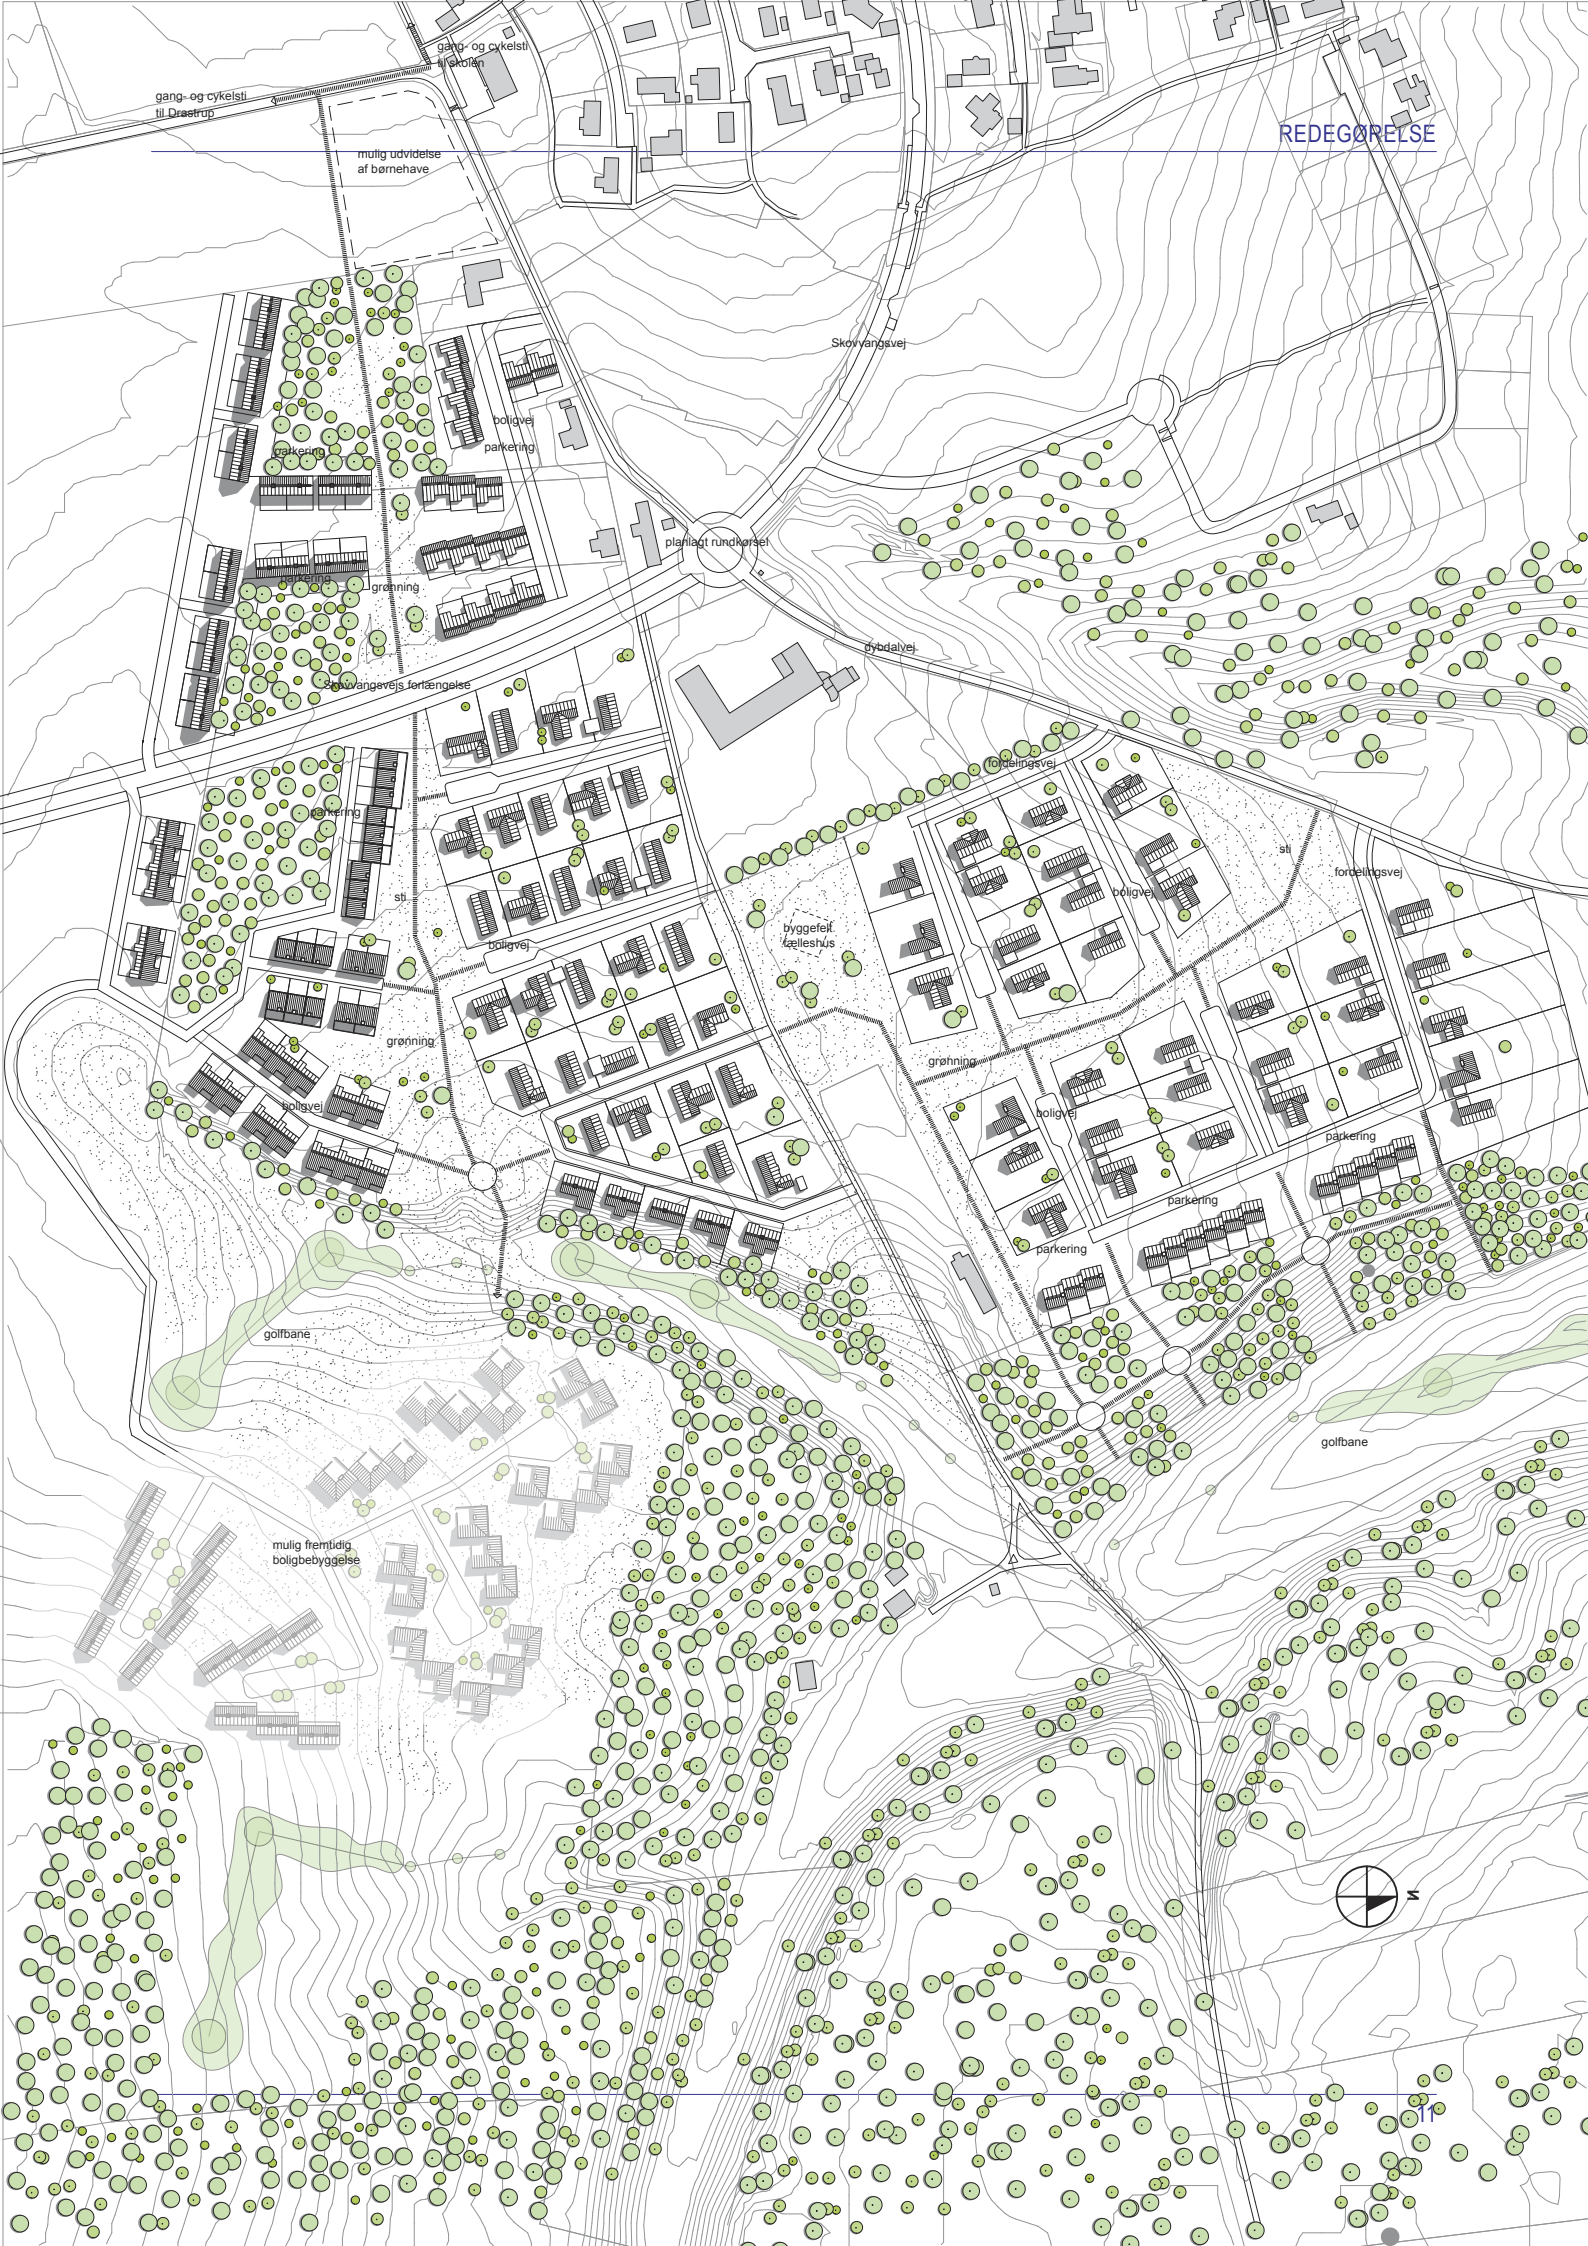 gang- og cykelsti
til skolen
gang- og cykelsti
til Drastrup
REDEGØRELSE
mulig udvidelse
af børnehave
Skovvangsvej
boligvej
parkering
parkering
planlagt rundkørsel
parkering
grønning
dybdalvej
Skovvangsvejs forlængelse
fordelingsvej
parkering
sti
fordelingsvej
boligvej
sti
byggefelt
fælleshus
boligvej
grønning
grønning
boligvej
boligvej
parkering
parkering
parkering
golfbane
golfbane
mulig fremtidig
boligbebyggelse
N
11